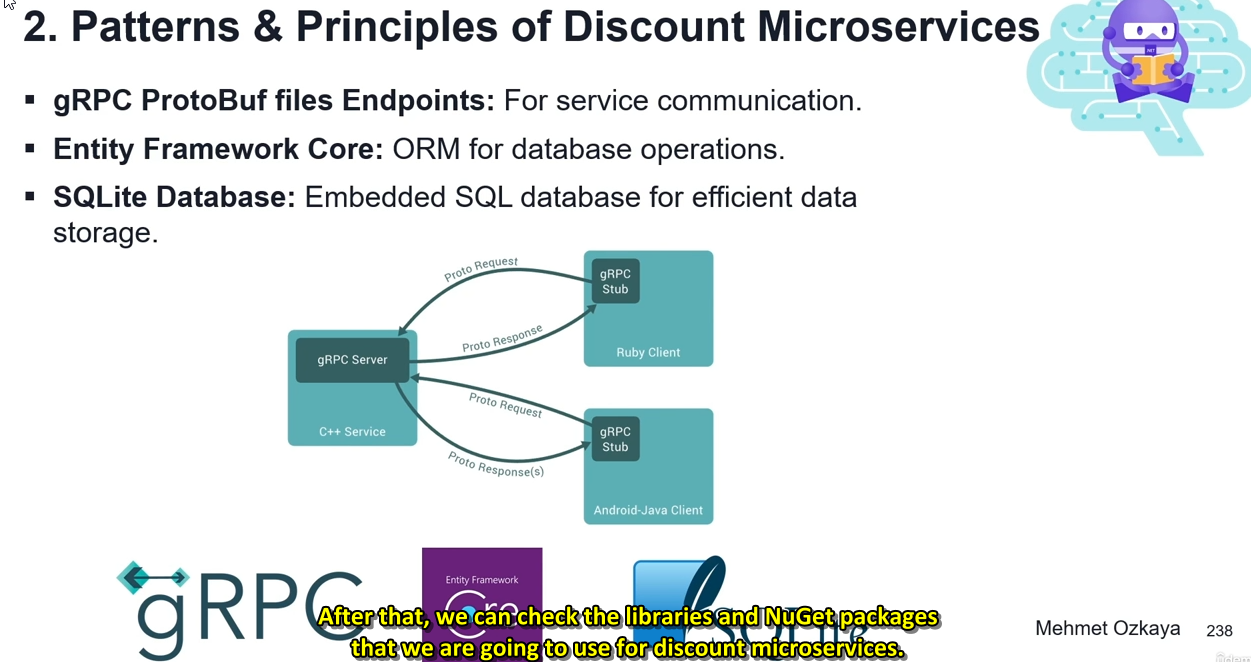 2. Patterns & Principles of Discount Microservices
▪ gRPC ProtoBuf files Endpoints: For service communication.
▪ Entity Framework Core: ORM for database operations.
▪ SQLite Database: Embedded SQL database for efficient data
storage.
Proto Request
gRPC
Stub
Ruby Client
Proto Response
gRPC Server
C++ Service
Proto Request
gRPC
Stub
Android-Java Client
Proto Response(s)
gRPC
Entity Framework
Core
SQLite
After that, we can check the libraries and NuGet packages
that we are going to use for discount microservices.
Mehmet Ozkaya
238